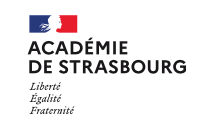 ACADÉMIE
DE STRASBOURG
Liberté
Égalité
Fraternité